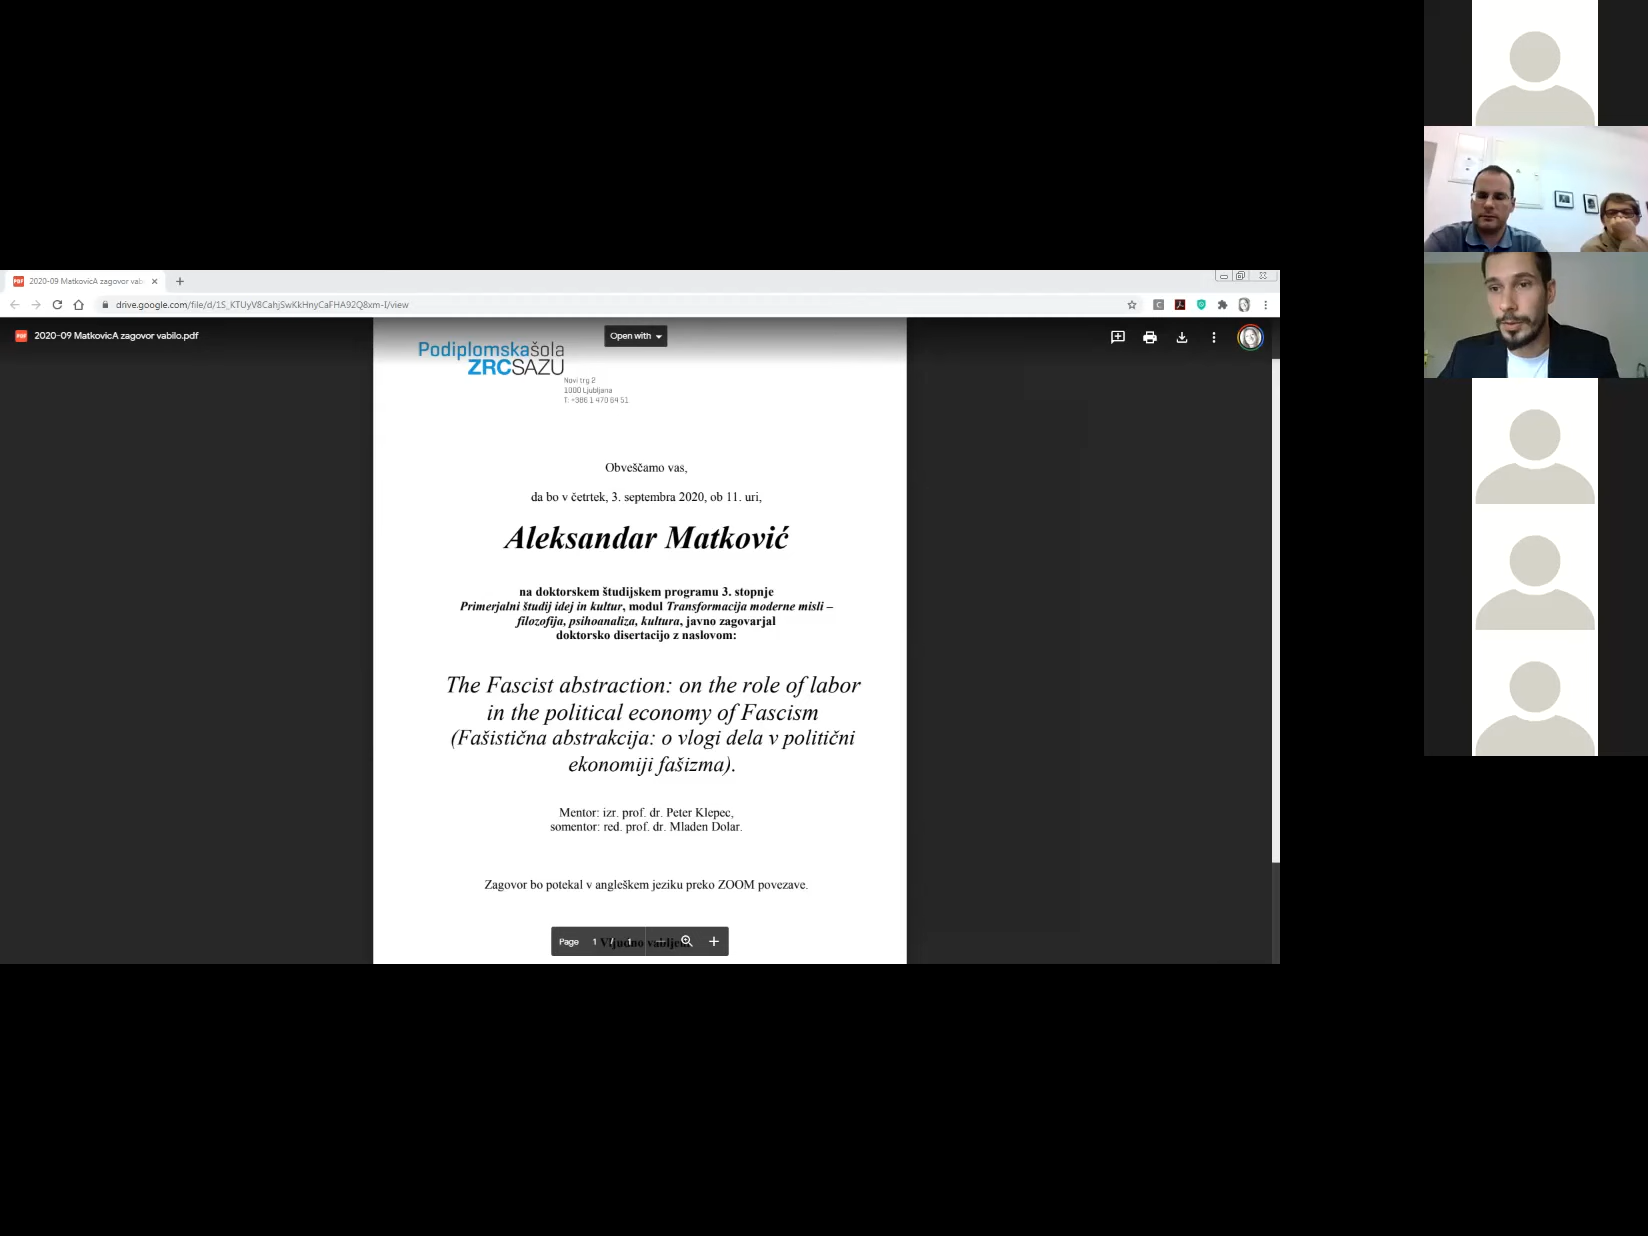 2020-09 MatkovicA zagovor vab
drive.google.com/file/d/1S_KTUyV8CahjSwKkHnyCaFHA92Q8xm-I/view
2020-09 MatkovicA zagovor vabilo.pdf
Open with
Podiplomskašola
ZRCSAZU
Novi trg 2
1000 Ljubljana
T: +386 1 470 64 51
Obveščamo vas,
da bo v četrtek, 3. septembra 2020, ob 11. uri,
Aleksandar Matković
na doktorskem študijskem programu 3. stopnje
Primerjalni študij idej in kultur, modul Transformacija moderne misli –
filozofija, psihoanaliza, kultura, javno zagovarjal
doktorsko disertacijo z naslovom:
The Fascist abstraction: on the role of labor
in the political economy of Fascism
(Fašistična abstrakcija: o vlogi dela v politični
ekonomiji fašizma).
Mentor: izr. prof. dr. Peter Klepec,
somentor: red. prof. dr. Mladen Dolar.
Zagovor bo potekal v angleškem jeziku preko ZOOM povezave.
Page 1 / 1